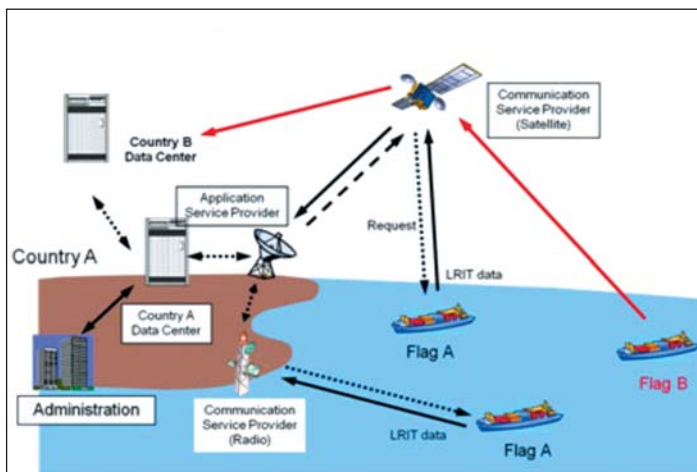 Communication
Service Provider
(Satellite)
Country B
Data Center
Application
Service Provider
Request
Country A
LRIT data
Country A
Data Center
Flag A
Flag B
Administration
Communication
Service Provider
(Radio)
LRIT data
Flag A